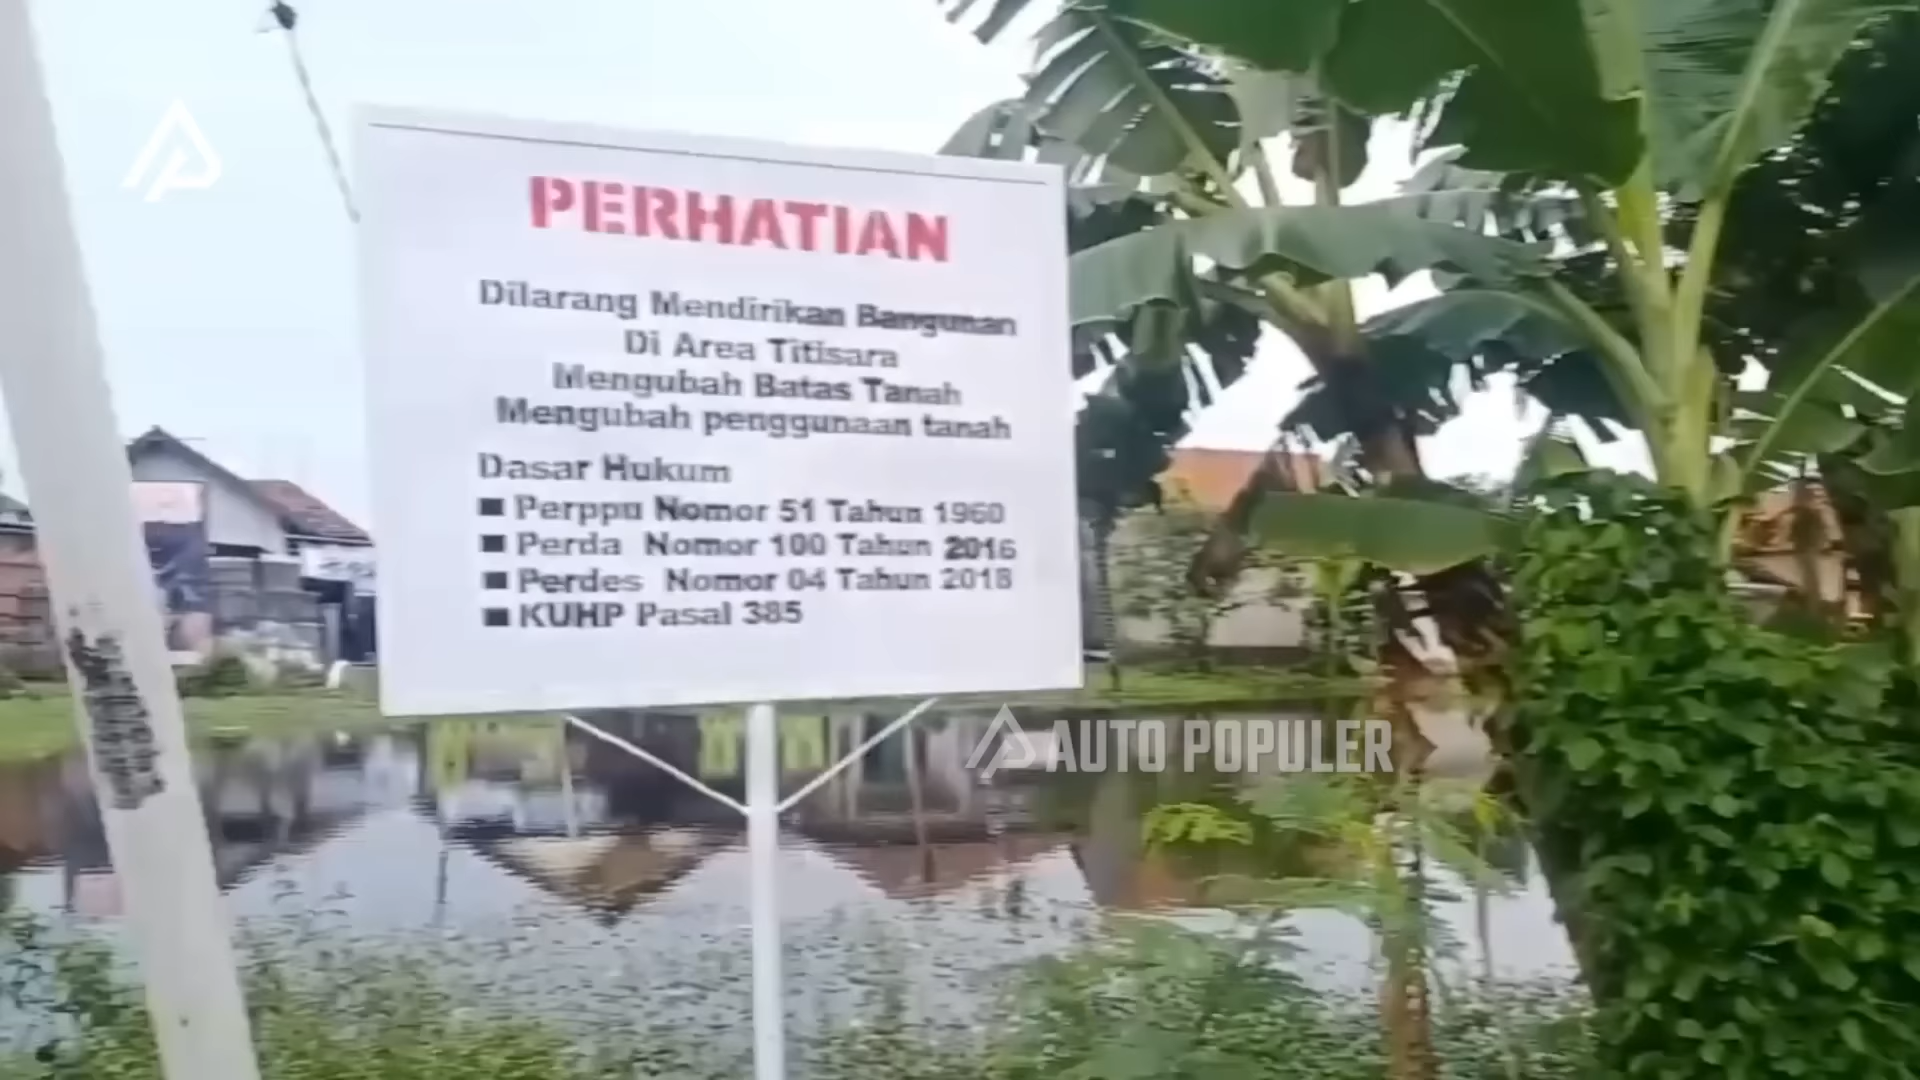 PERHATIAN
Dilarang Mendirikan Bangunan
Di Area Titisara
Mengubah Batas Tanah
Mengubah penggunaan tanah
Dasar Hukum
■ Perppu Nomor 51 Tahun 1960
■ Perda Nomor 100 Tahun 2016
■ Perdes Nomor 04 Tahun 2018
■ KUHP Pasal 385
AUTO POPULER